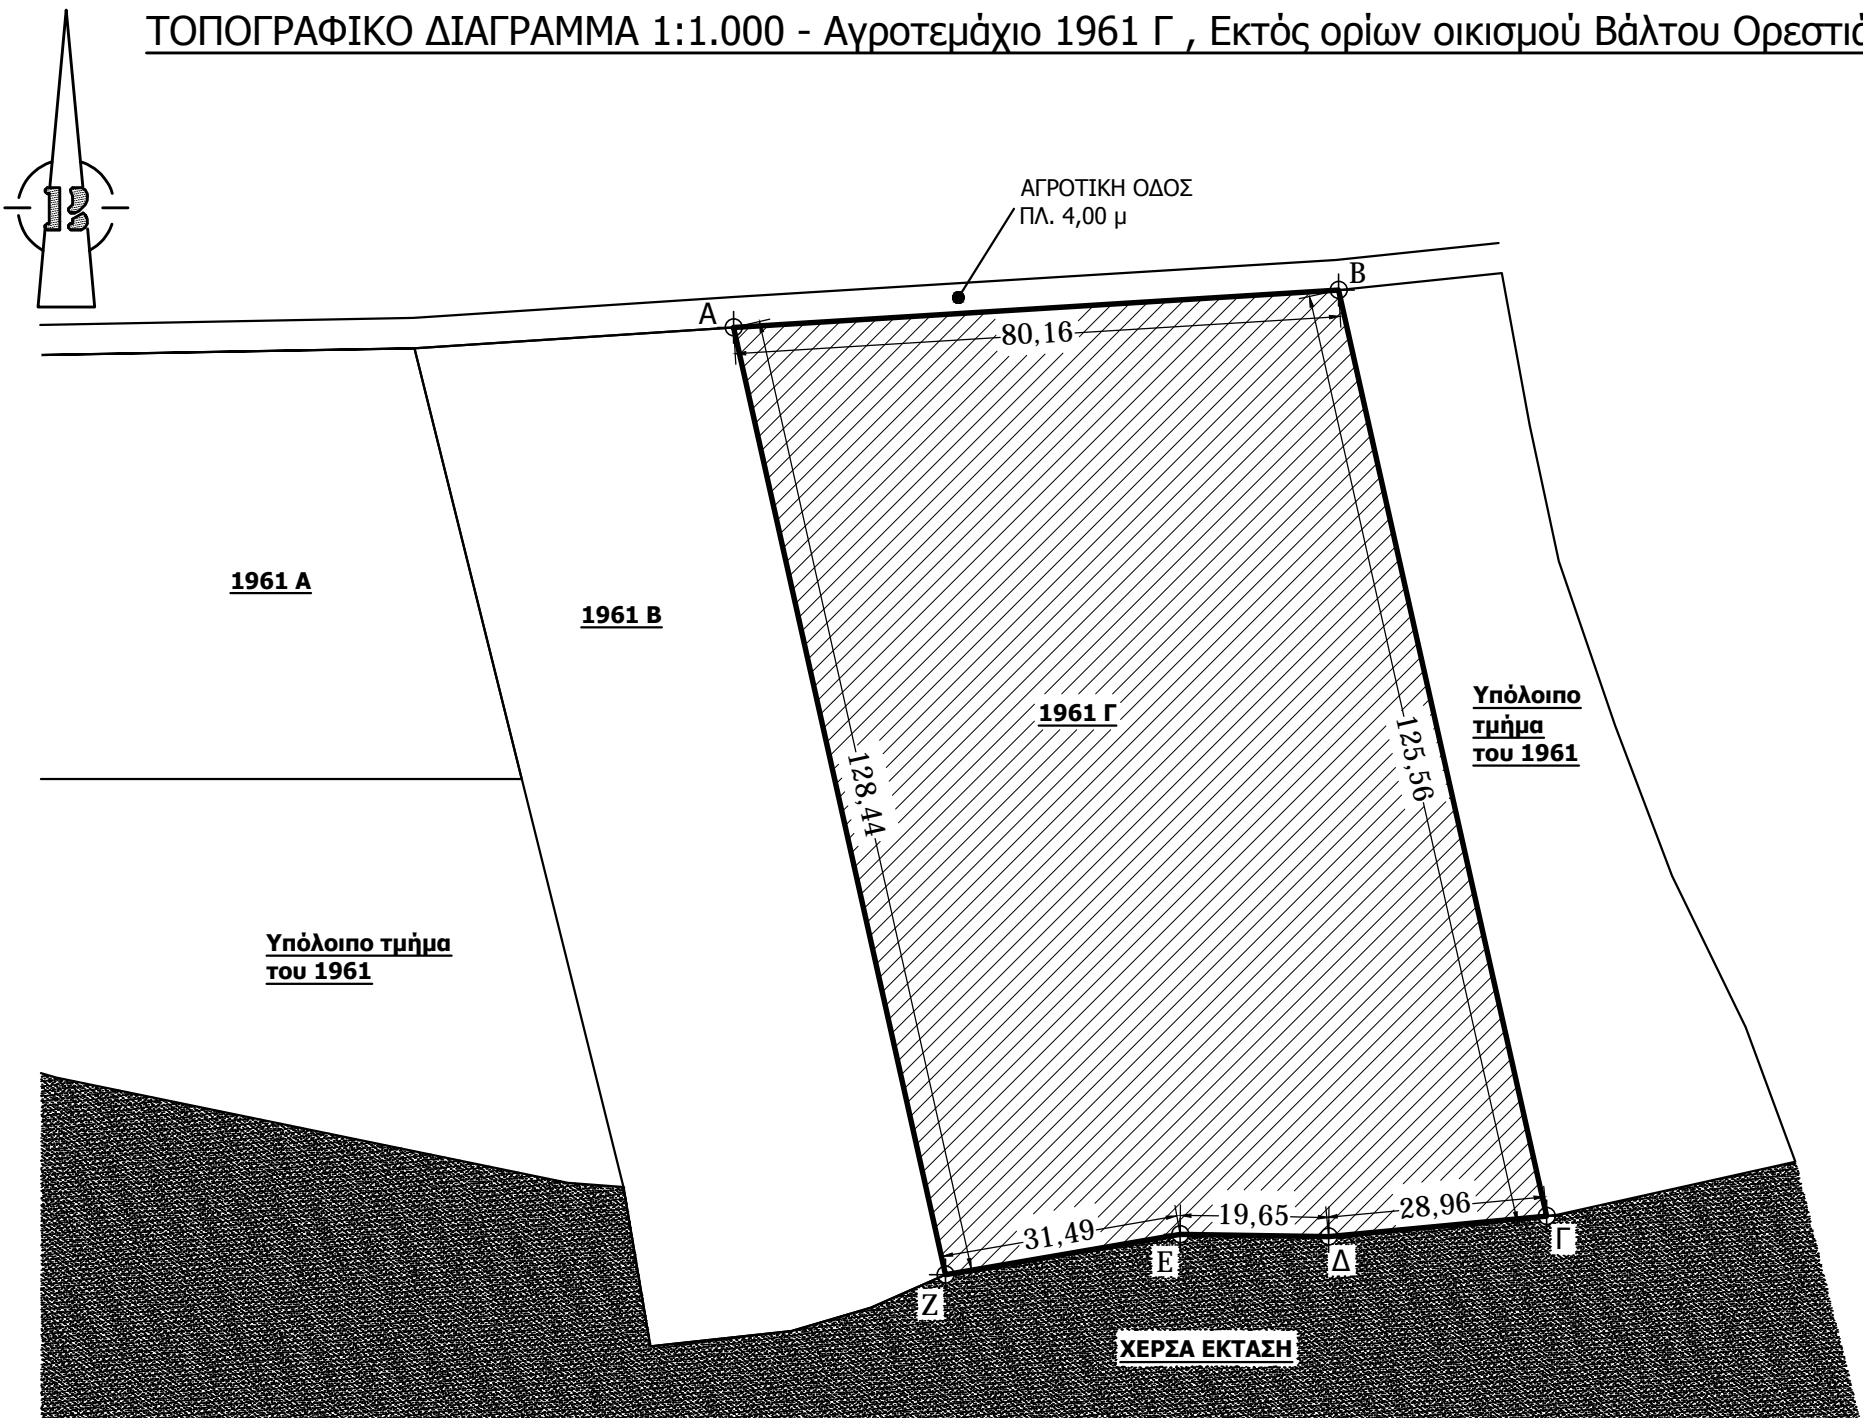 ΤΟΠΟΓΡΑΦΙΚΟ ΔΙΑΓΡΑΜΜΑ 1:1.000 - Αγροτεμάχιο 1961 Γ , Εκτός ορίων οικισμού Βάλτου
ΑΓΡΟΤΙΚΗ ΟΔΟΣ
ΠΛ. 4,00 μ
Α
Β
80,16
1961 Α
1961 Β
1961 Γ
128,44
125,56
Υπόλοιπο
τμήμα
του 1961
Υπόλοιπο τμήμα
του 1961
31,49
19,65
28,96
Ζ
Ε
Δ
Γ
ΧΕΡΣΑ ΕΚΤΑΣΗ